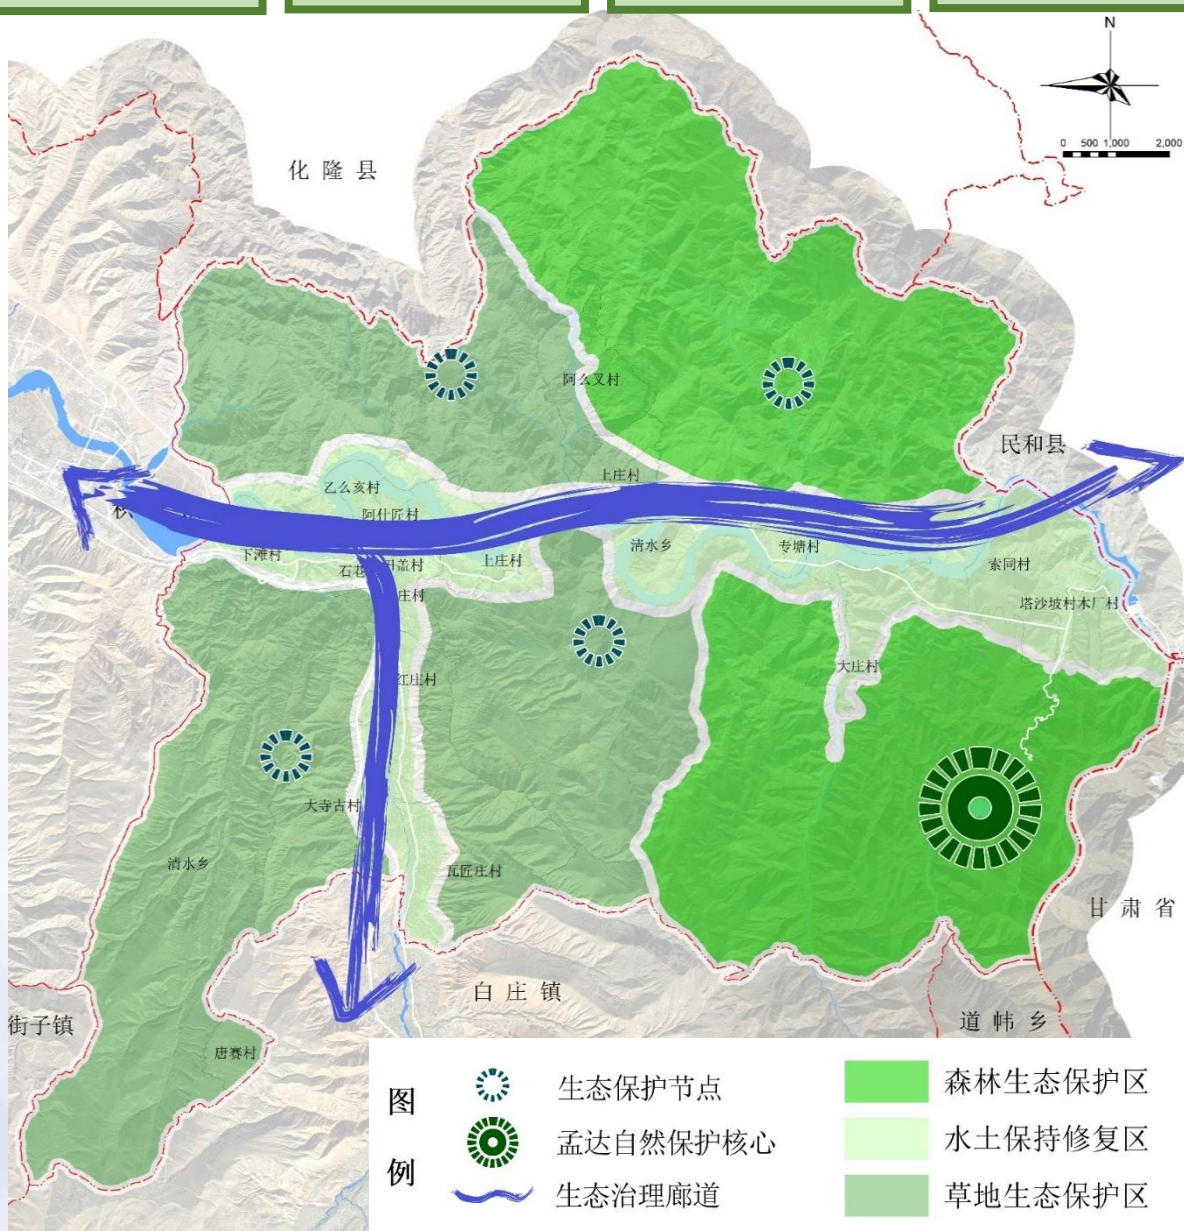 N
0 500 1,000 2,000
化隆县
阿么叉村
民和县
上庄村
乙么亥村
阿什匠村
下滩村
上庄村
清水乡
专塘村
索同村
塔沙坡村木厂村
庄村
红庄村
大庄村
大寺古村
清水乡
瓦匠庄村
甘肃省
白庄镇
道帏乡
街子镇
唐赛村
图例
生态保护节点
孟达自然保护核心
生态治理廊道
森林生态保护区
水土保持修复区
草地生态保护区